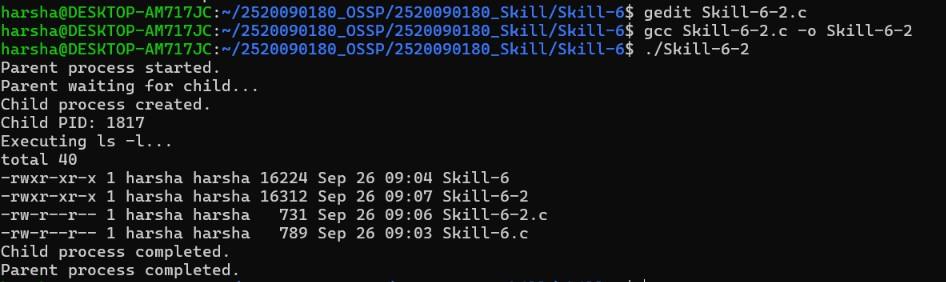 harsha@DESKTOP-AM717JC:~/2520090180_OSSP/2520090180_Skill/Skill-6$ gedit Skill-6-2.c
harsha@DESKTOP-AM717JC:~/2520090180_OSSP/2520090180_Skill/Skill-6$ gcc Skill-6-2.c -o Skill-6-2
harsha@DESKTOP-AM717JC:~/2520090180_OSSP/2520090180_Skill/Skill-6$ ./Skill-6-2
Parent process started.
Parent waiting for child...
Child process created.
Child PID: 1817
Executing ls -l...
total 40
-rwxr-xr-x 1 harsha harsha 16224 Sep 26 09:04 Skill-6
-rwxr-xr-x 1 harsha harsha 16312 Sep 26 09:07 Skill-6-2
-rw-r--r-- 1 harsha harsha   731 Sep 26 09:06 Skill-6-2.c
-rw-r--r-- 1 harsha harsha   789 Sep 26 09:03 Skill-6.c
Child process completed.
Parent process completed.